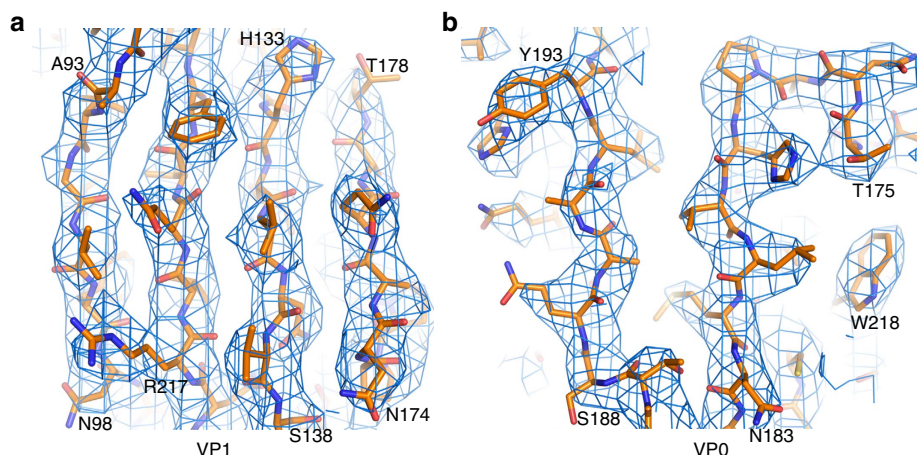 a
A93
H133
T178
R217
N98
S138
N174
VP1
b
Y193
T175
W218
S188
N183
VP0